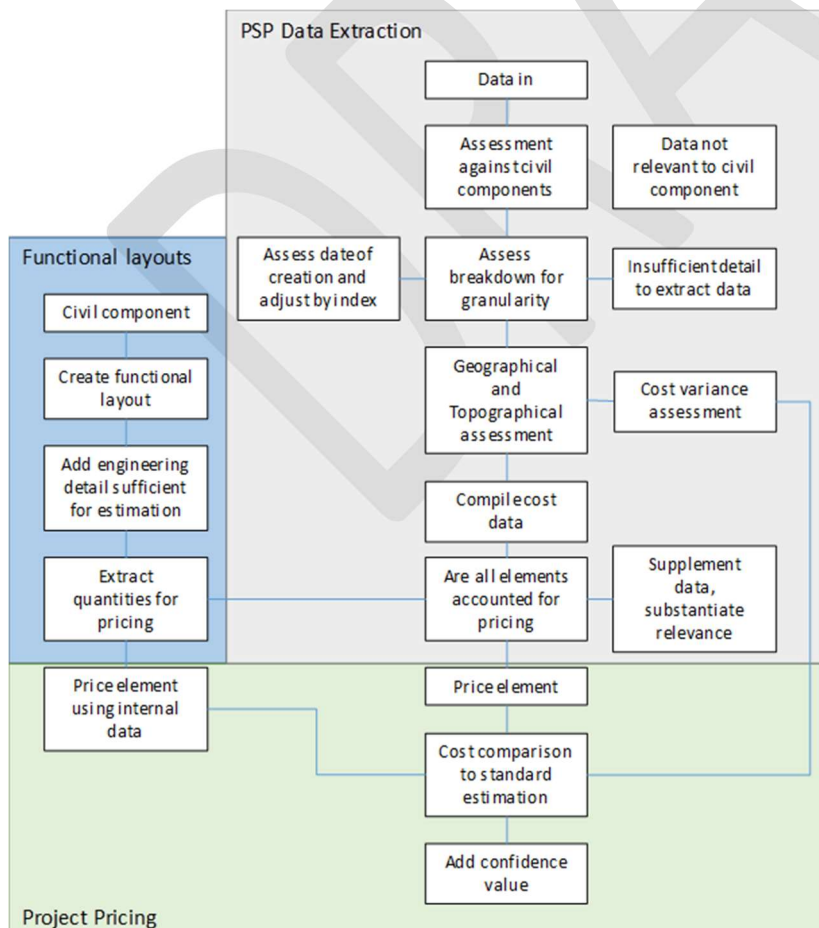 PSP Data Extraction
Data in
Assessment
against civil
components
Data not
relevant to civil
component
Functional layouts
Assess date of
creation and
adjust by index
Assess
breakdown for
granularity
Insufficient detail
to extract data
Civil component
Create functional
layout
Geographical
and
Topographical
assessment
Cost variance
assessment
Add engineering
detail sufficient
for estimation
Compile cost
data
Extract
quantities for
pricing
Are all elements
accounted for
pricing
Supplement
data,
substantiate
relevance
Price element
using internal
data
Price element
Cost comparison
to standard
estimation
Add confidence
value
Project Pricing